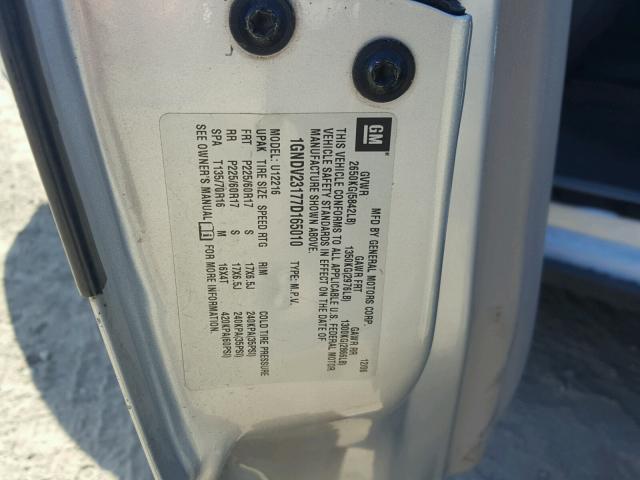 GM
MFD BY GENERAL MOTORS CORP. 12/06
GVWR GAWR FRT GAWR RR
2650KG(5842LB) 1350KG(2976LB) 1300KG(2866LB)
THIS VEHICLE CONFORMS TO ALL APPLICABLE U.S. FEDERAL MOTOR
VEHICLE SAFETY STANDARDS IN EFFECT ON THE DATE OF
MANUFACTURE SHOWN ABOVE.
1GNDV23177D165010 TYPE: M.P.V.
MODEL: U12216
UPAK TIRE SIZE SPEED RTG RIM COLD TIRE PRESSURE
FRT P225/60R17 S 17X6.5J 240KPA(35PSI)
RR P225/60R17 S 17X6.5J 240KPA(35PSI)
SPA T135/70R16 M 16X4T 420KPA(60PSI)
SEE OWNER'S MANUAL FOR MORE INFORMATION.